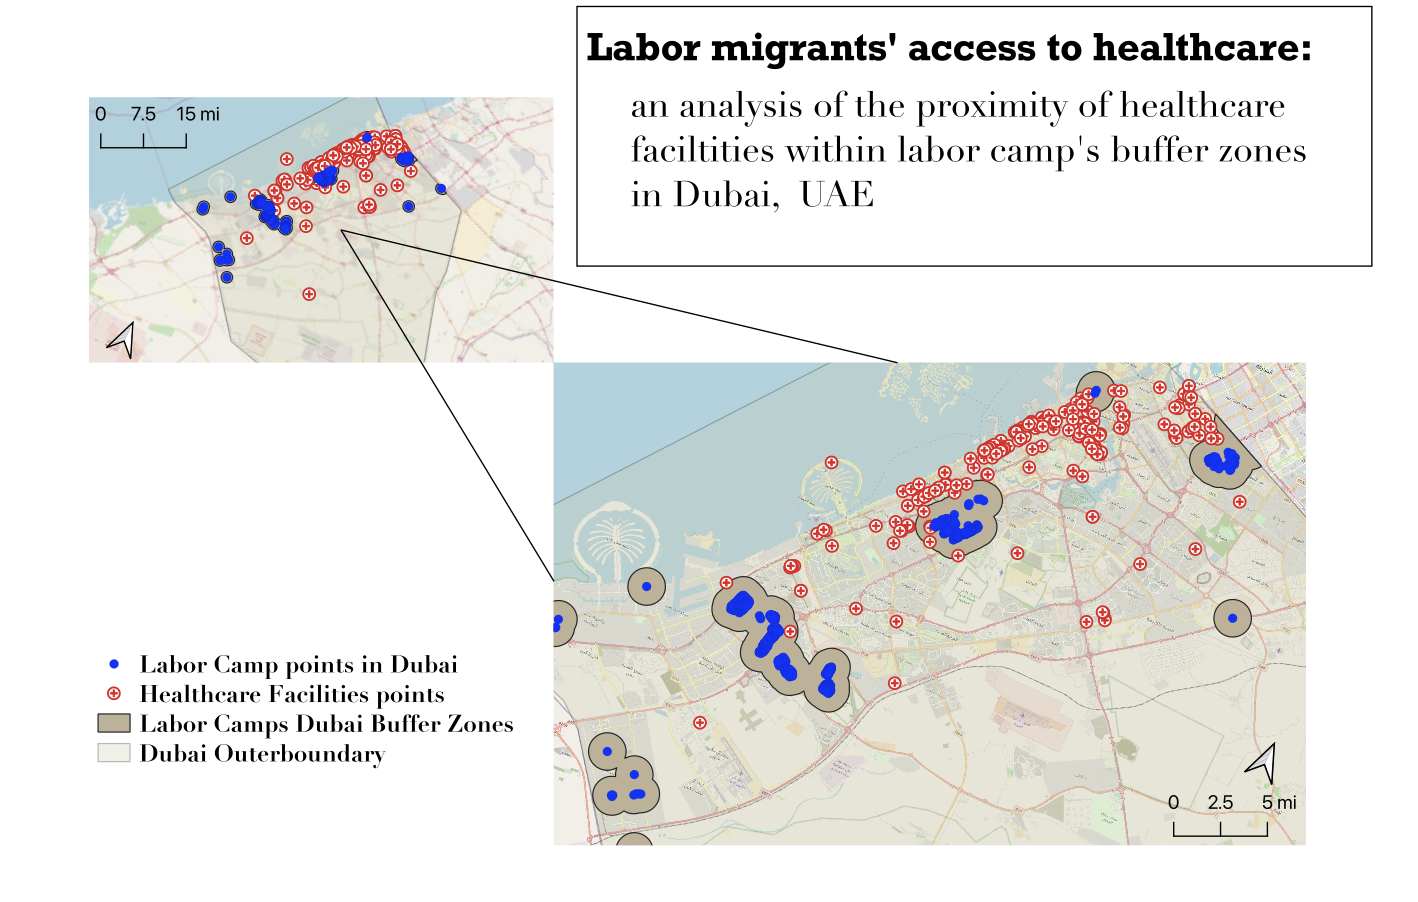 Labor migrants' access to healthcare:
an analysis of the proximity of healthcare
faciltities within labor camp's buffer zones
in Dubai, UAE
0 7.5 15 mi
Labor Camp points in Dubai
Healthcare Facilities points
Labor Camps Dubai Buffer Zones
Dubai Outerboundary
0 2.5 5 mi